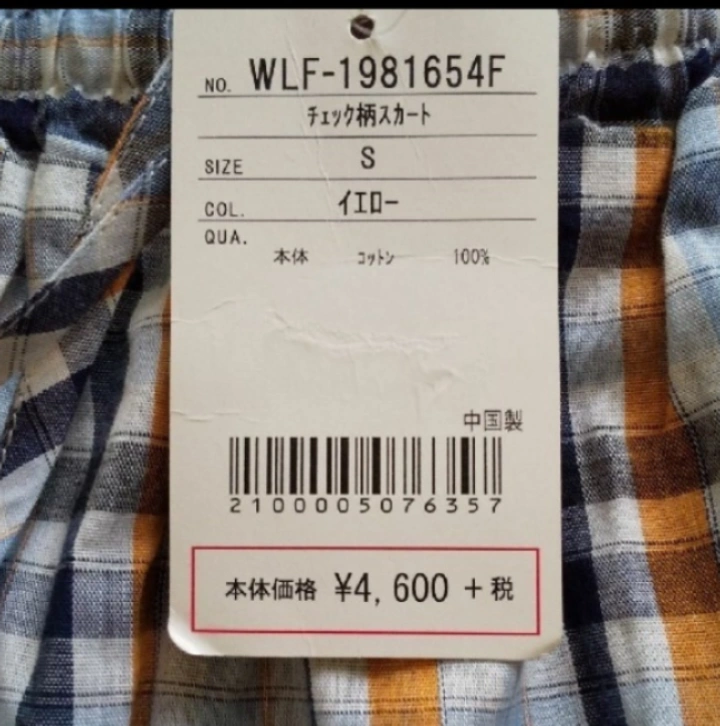 NO. WLF-1981654F
チェック柄スカート
SIZE S
COL. イエロー
QUA.
本体 コットン 100%
中国製
2100005076357
本体価格 ¥4,600 +税